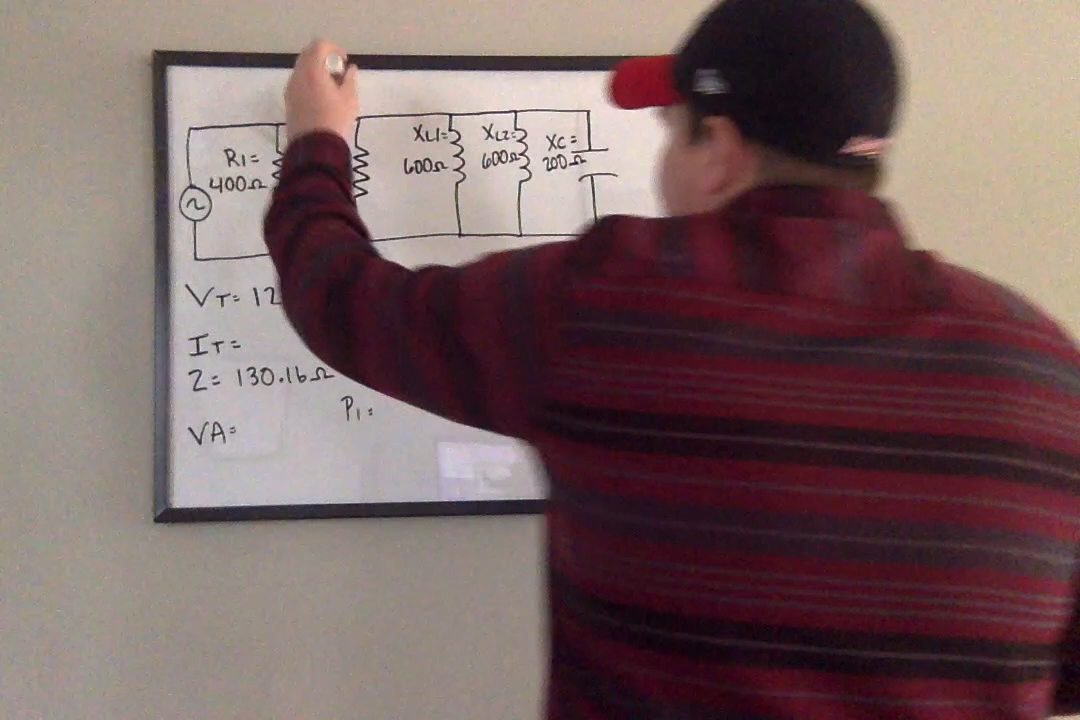 R1=
400Ω
XL1=
600Ω
XL2=
600Ω
XC=
200Ω
VT= 12
IT=
Z= 130.16Ω
P1=
VA=